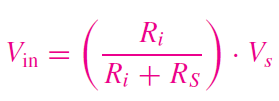 V_in = ( R_i / (R_i + R_S) ) · V_s